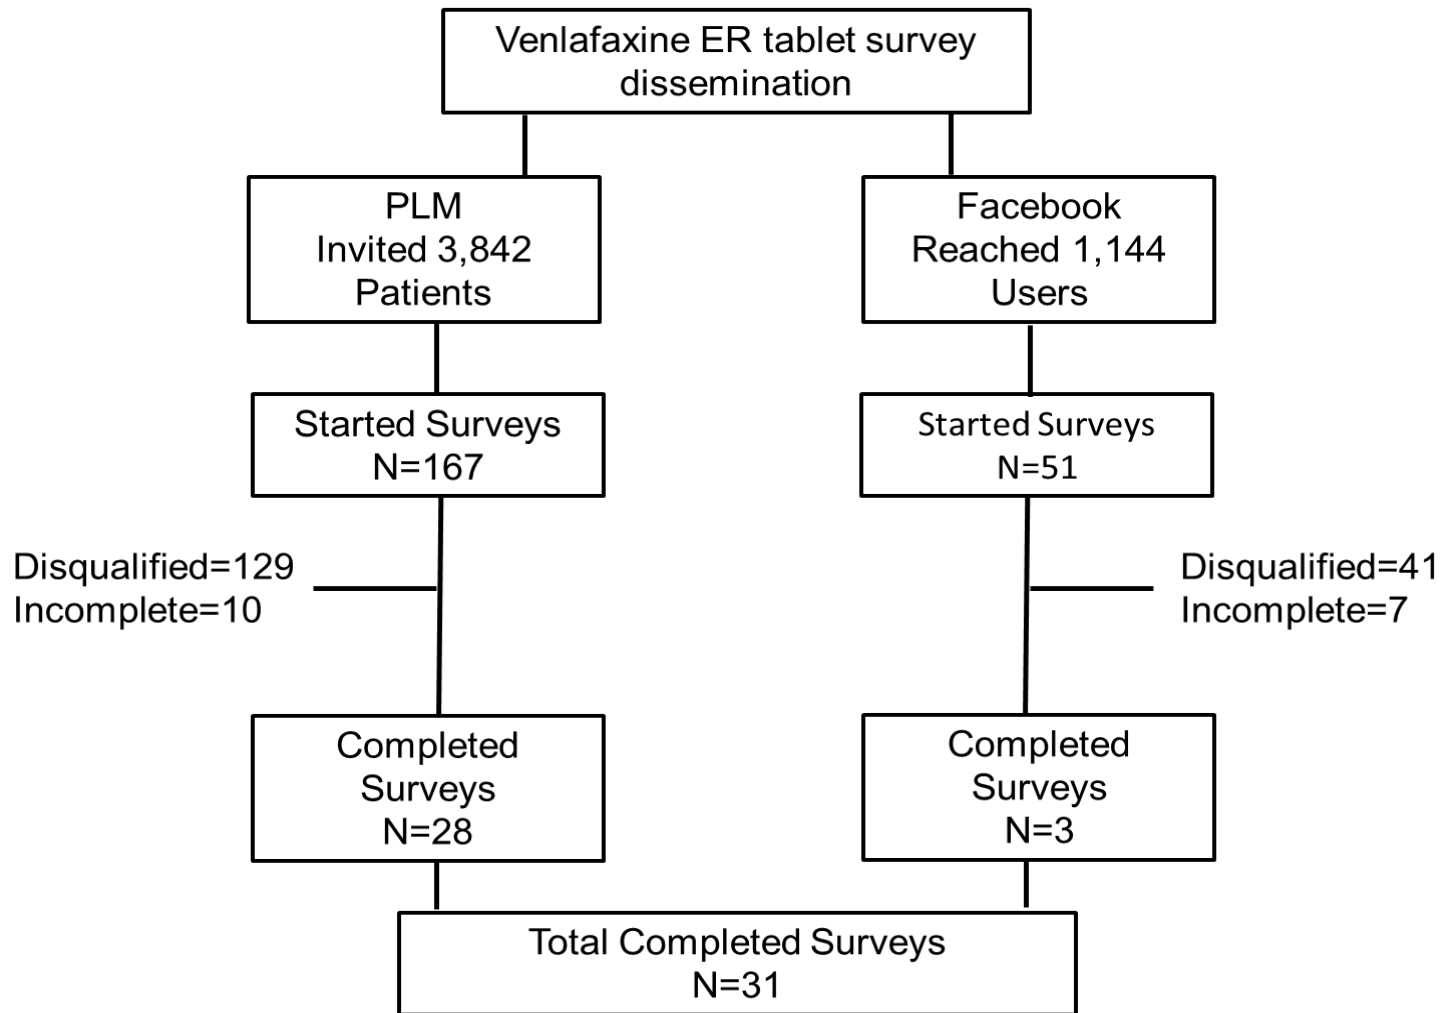 Venlafaxine ER tablet survey
dissemination
PLM
Invited 3,842
Patients
Facebook
Reached 1,144
Users
Started Surveys
N=167
Started Surveys
N=51
Disqualified=129
Incomplete=10
Disqualified=41
Incomplete=7
Completed
Surveys
N=28
Completed
Surveys
N=3
Total Completed Surveys
N=31